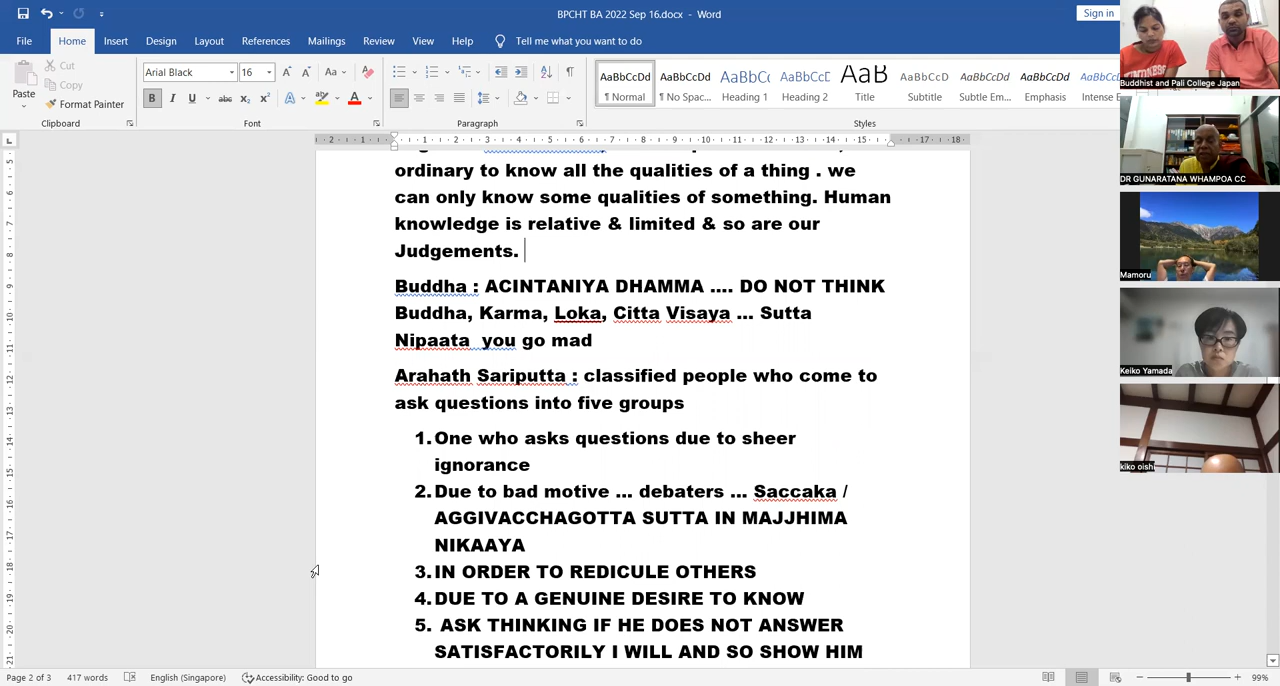 BPCHT BA 2022 Sep 16.docx - Word
Sign in
File Home Insert Design Layout References Mailings Review View Help Tell me what you want to do
Paste
Cut
Copy
Format Painter
Arial Black 16
AaBbCcDd AaBbCcDd AaBbCc AaBbCcE AaB AaBbCcD AaBbCcDd AaBbCcDd
¶ Normal ¶ No Spac... Heading 1 Heading 2 Title Subtitle Subtle Em... Emphasis Intense E
Clipboard Font Paragraph Styles
ordinary to know all the qualities of a thing . we
can only know some qualities of something. Human
knowledge is relative & limited & so are our
Judgements.
Buddha : ACINTANIYA DHAMMA .... DO NOT THINK
Buddha, Karma, Loka, Citta Visaya ... Sutta
Nipaata you go mad
Arahath Sariputta : classified people who come to
ask questions into five groups
1. One who asks questions due to sheer
ignorance
2. Due to bad motive ... debaters ... Saccaka /
AGGIVACCHAGOTTA SUTTA IN MAJJHIMA
NIKAAYA
3. IN ORDER TO REDICULE OTHERS
4. DUE TO A GENUINE DESIRE TO KNOW
5. ASK THINKING IF HE DOES NOT ANSWER
SATISFACTORILY I WILL AND SO SHOW HIM
Page 2 of 3 417 words English (Singapore) Accessibility: Good to go 99%
Buddhist and Pali College Japan
DR GUNARATANA WHAMPOA CC
Mamoru
Keiko Yamada
kiko oishi